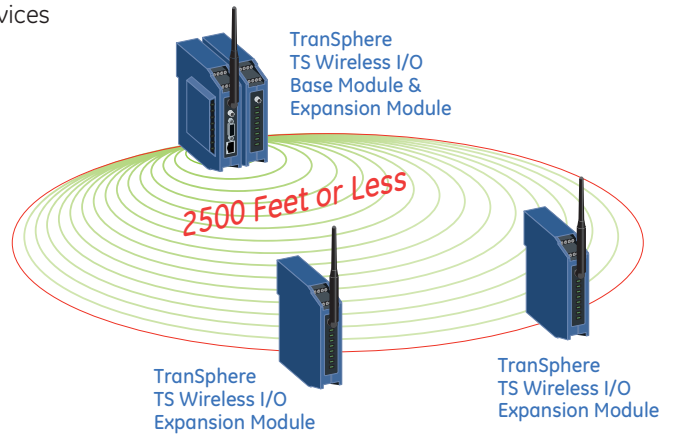 vices
TranSphere
TS Wireless I/O
Base Module &
Expansion Module
2500 Feet or Less
TranSphere
TS Wireless I/O
Expansion Module
TranSphere
TS Wireless I/O
Expansion Module